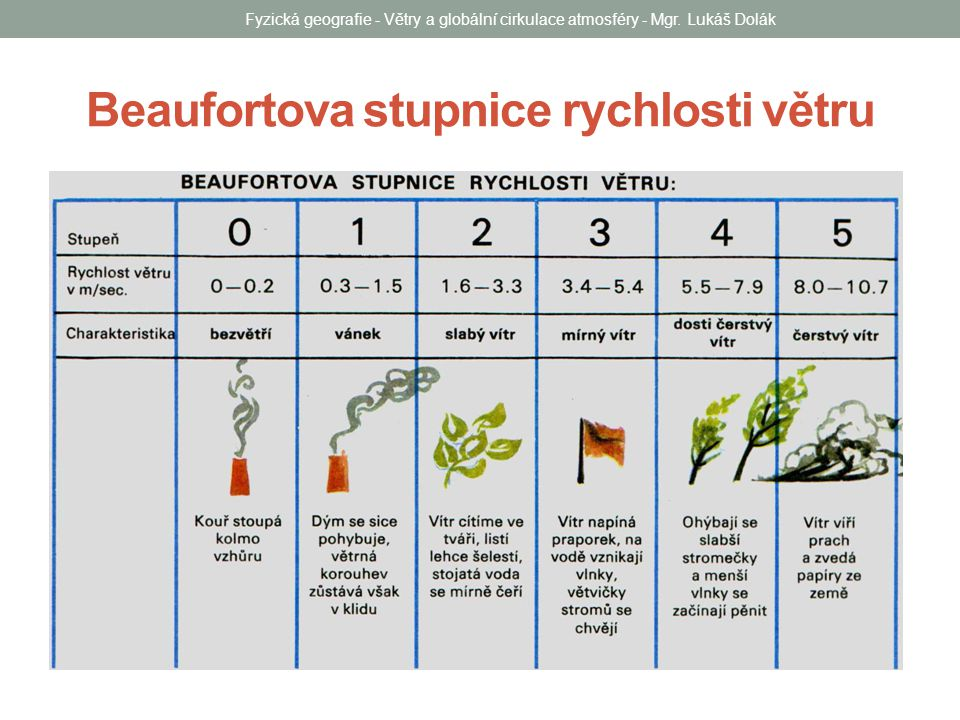 Fyzická geografie - Větry a globální cirkulace atmosféry - Mgr. Lukáš Dolák
Beaufortova stupnice rychlosti větru
BEAUFORTOVA STUPNICE RYCHLOSTI VĚTRU:
Stupeň 0 1 2 3 4 5
Rychlost větru
v m/sec. 0–0.2 0.3–1.5 1.6–3.3 3.4–5.4 5.5–7.9 8.0–10.7
Charakteristika bezvětří vánek slabý vítr mírný vítr dosti čerstvý
vítr
čerstvý vítr
Kouř stoupá
kolmo
vzhůru
Dým se sice
pohybuje,
větrná
korouhev
zůstává však
v klidu
Vítr cítíme ve
tváři, listí
lehce šelestí,
stojatá voda
se mírně čeří
Vítr napíná
praporek, na
vodě vznikají
vlnky,
větvičky
stromů se
chvějí
Ohýbají se
slabší
stromečky
a menší
vlnky se
začínají pěnit
Vítr víří
prach
a zvedá
papíry ze
země